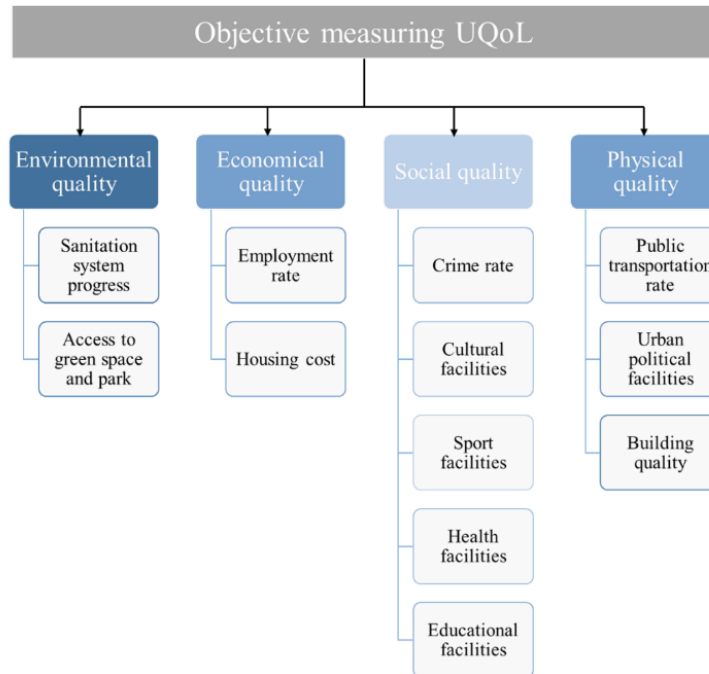 Objective measuring UQoL
Environmental
quality
Sanitation
system
progress
Access to
green space
and park
Economical
quality
Employment
rate
Housing cost
Social quality
Crime rate
Cultural
facilities
Sport
facilities
Health
facilities
Educational
facilities
Physical
quality
Public
transportation
rate
Urban
political
facilities
Building
quality